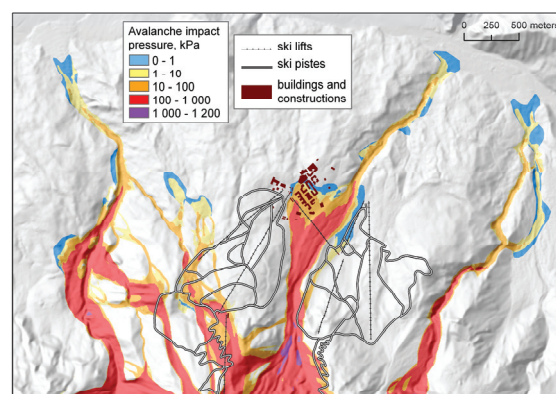 Avalanche impact
pressure, kPa
0 - 1
1 - 10
10 - 100
100 - 1 000
1 000 - 1 200
ski lifts
ski pistes
buildings and
constructions
0 250 500 meters